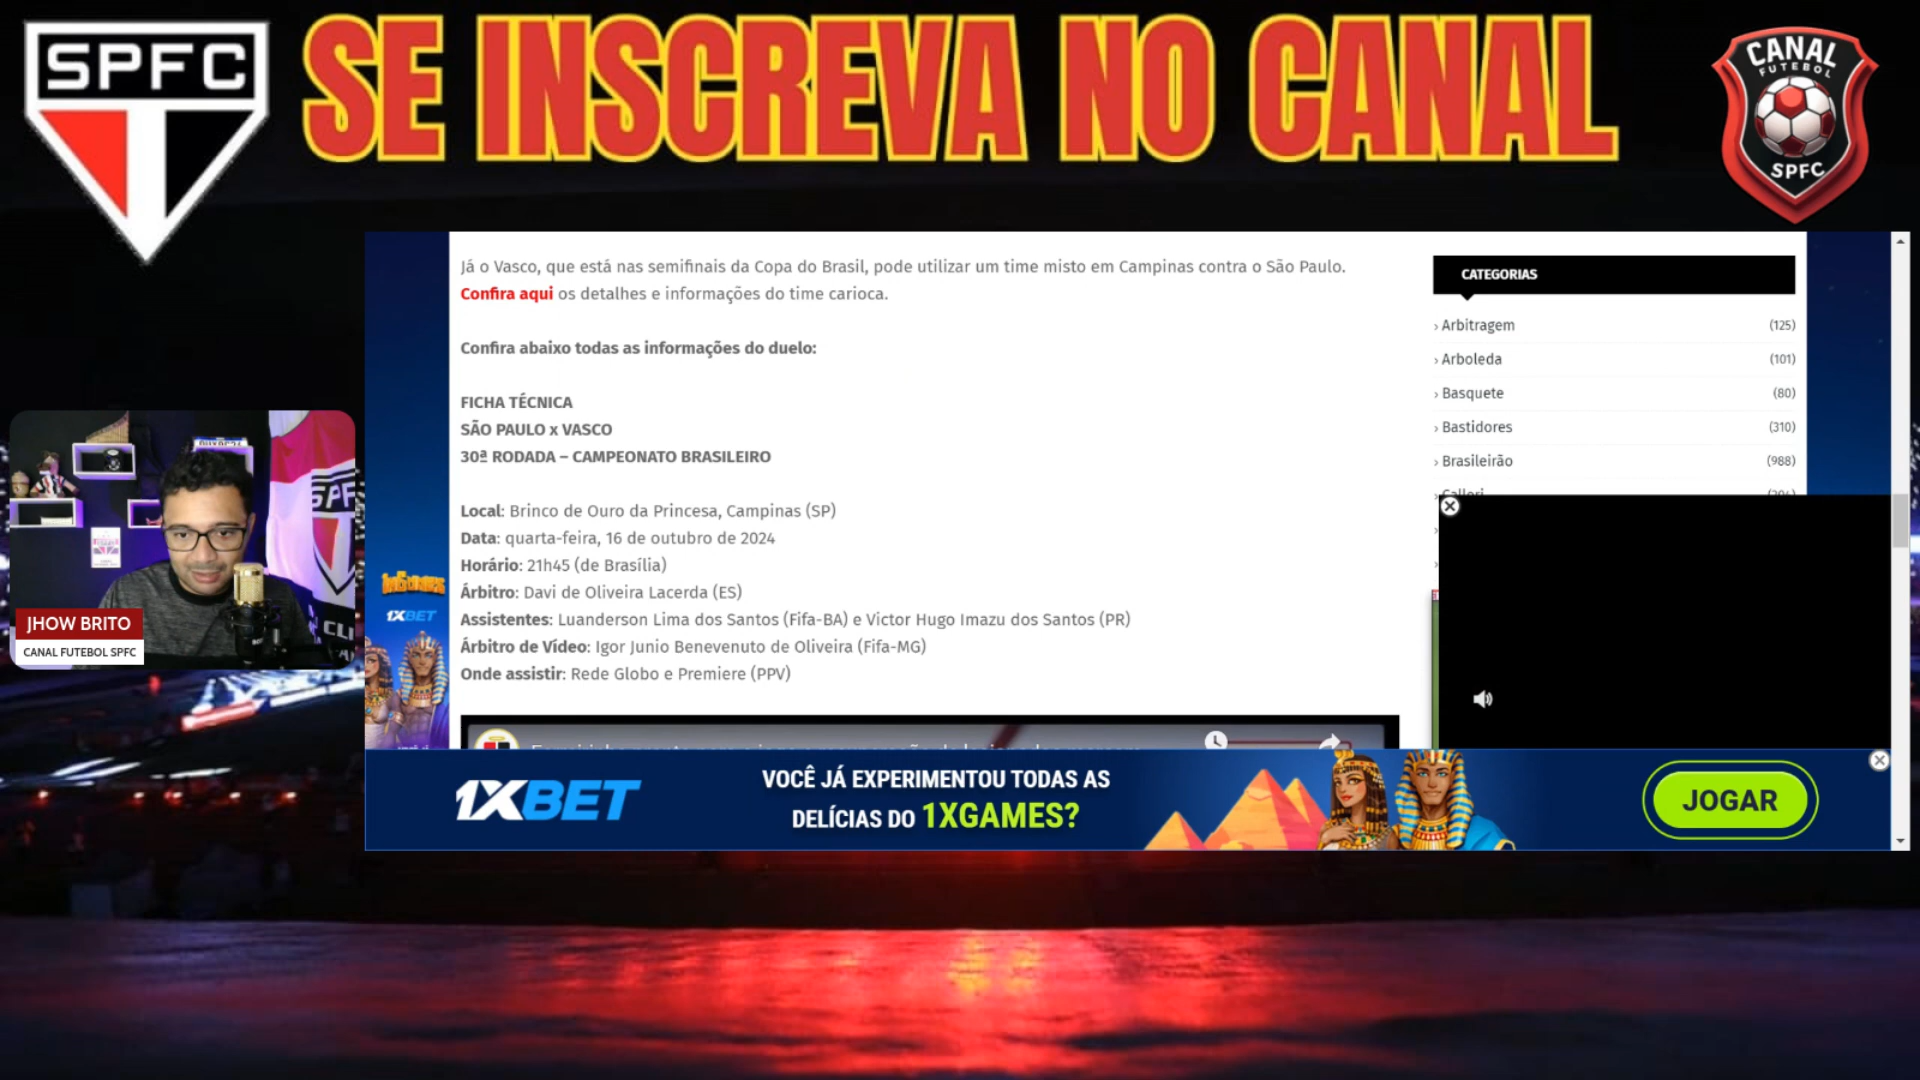 SPFC
SE INSCREVA NO CANAL
CANAL
FUTEBOL
SPFC
Já o Vasco, que está nas semifinais da Copa do Brasil, pode utilizar um time misto em Campinas contra o São Paulo.
Confira aqui os detalhes e informações do time carioca.
Confira abaixo todas as informações do duelo:
FICHA TÉCNICA
SÃO PAULO x VASCO
30ª RODADA – CAMPEONATO BRASILEIRO
Local: Brinco de Ouro da Princesa, Campinas (SP)
Data: quarta-feira, 16 de outubro de 2024
Horário: 21h45 (de Brasília)
Árbitro: Davi de Oliveira Lacerda (ES)
Assistentes: Luanderson Lima dos Santos (Fifa-BA) e Victor Hugo Imazu dos Santos (PR)
Árbitro de Vídeo: Igor Junio Benevenuto de Oliveira (Fifa-MG)
Onde assistir: Rede Globo e Premiere (PPV)
CATEGORIAS
› Arbitragem (125)
› Arboleda (101)
› Basquete (80)
› Bastidores (310)
› Brasileirão (988)
› Calleri
1XBET
SPF
JHOW BRITO
CANAL FUTEBOL SPFC
1XBET
VOCÊ JÁ EXPERIMENTOU TODAS AS
DELÍCIAS DO 1XGAMES?
JOGAR